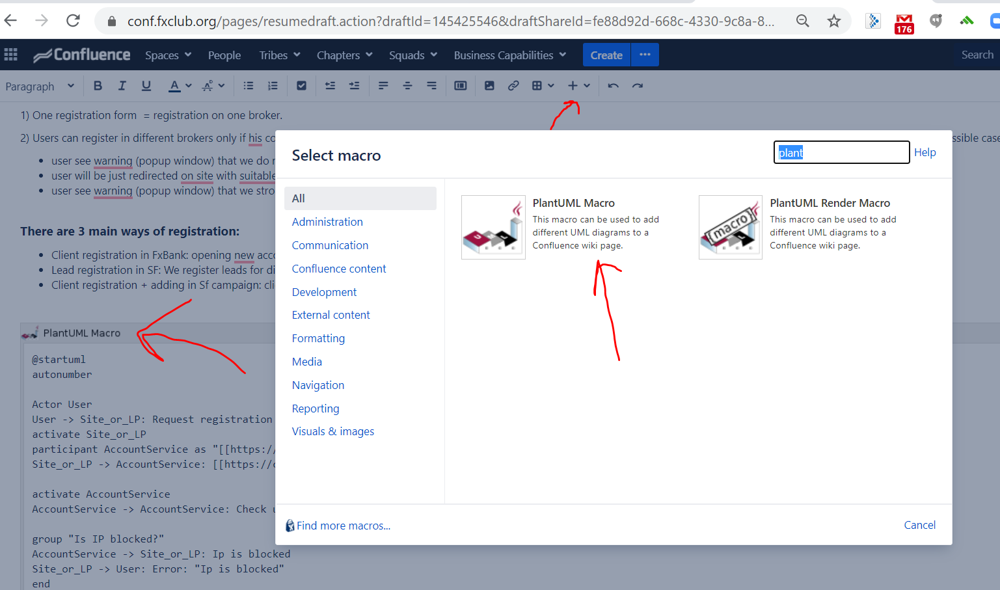 conf.fxclub.org/pages/resumedraft.action?draftId=145425546&draftShareId=fe88d92d-668c-4330-9c8a-8...
176
Confluence Spaces People Tribes Chapters Squads Business Capabilities Create ··· Search
Paragraph B I U A
1) One registration form = registration on one broker.
2) Users can register in different brokers only if his co
ssible case
• user see warning (popup window) that we do
• user will be just redirected on site with suitable
• user see warning (popup window) that we stro
There are 3 main ways of registration:
• Client registration in FxBank: opening new acc
• Lead registration in SF: We register leads for di
• Client registration + adding in Sf campaign: cli
PlantUML Macro
@startuml
autonumber
Actor User
User -> Site_or_LP: Request registration
activate Site_or_LP
participant AccountService as "[[https:/
Site_or_LP -> AccountService: [[https://
activate AccountService
AccountService -> AccountService: Check
group "Is IP blocked?"
AccountService -> Site_or_LP: Ip is blocked
Site_or_LP -> User: Error: "Ip is blocked"
end
Select macro
plant
Help
All
Administration
Communication
Confluence content
Development
External content
Formatting
Media
Navigation
Reporting
Visuals & images
PlantUML Macro
This macro can be used to add
different UML diagrams to a
Confluence wiki page.
PlantUML Render Macro
This macro can be used to add
different UML diagrams to a
Confluence wiki page.
UML
{macro}
Find more macros...
Cancel